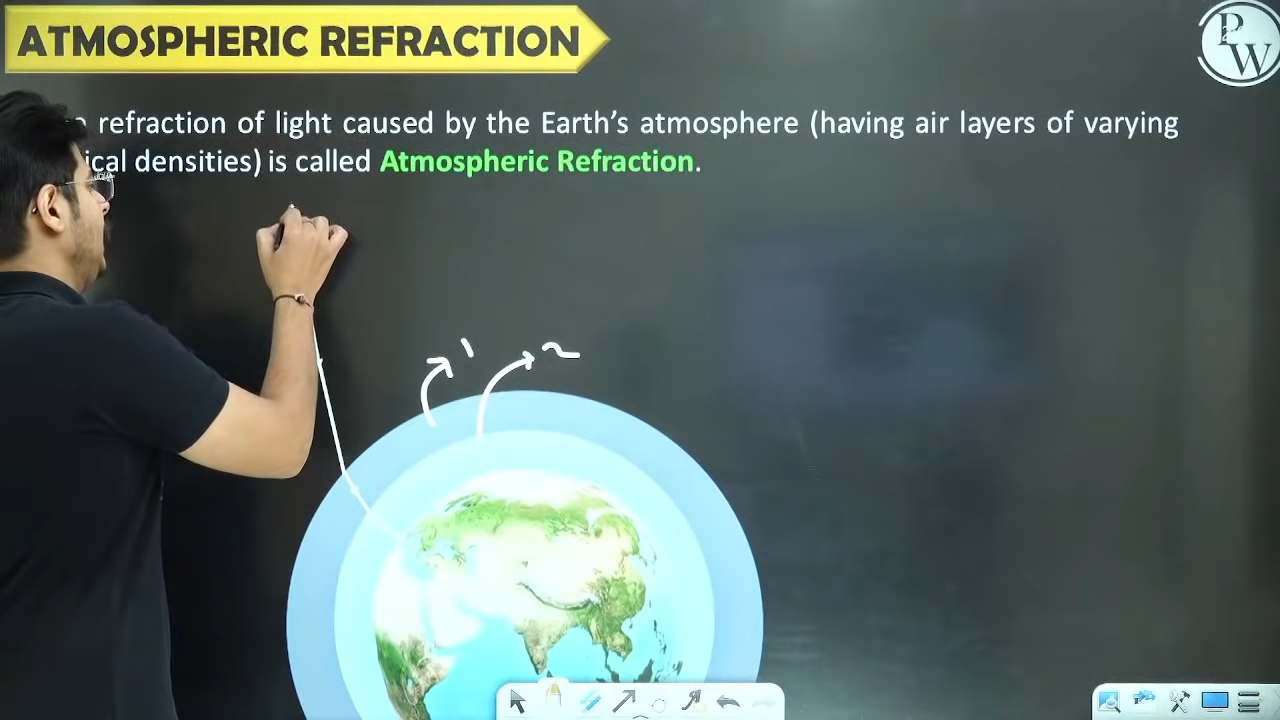 ATMOSPHERIC REFRACTION
PW
refraction of light caused by the Earth's atmosphere (having air layers of varying
densities) is called Atmospheric Refraction.
1
2